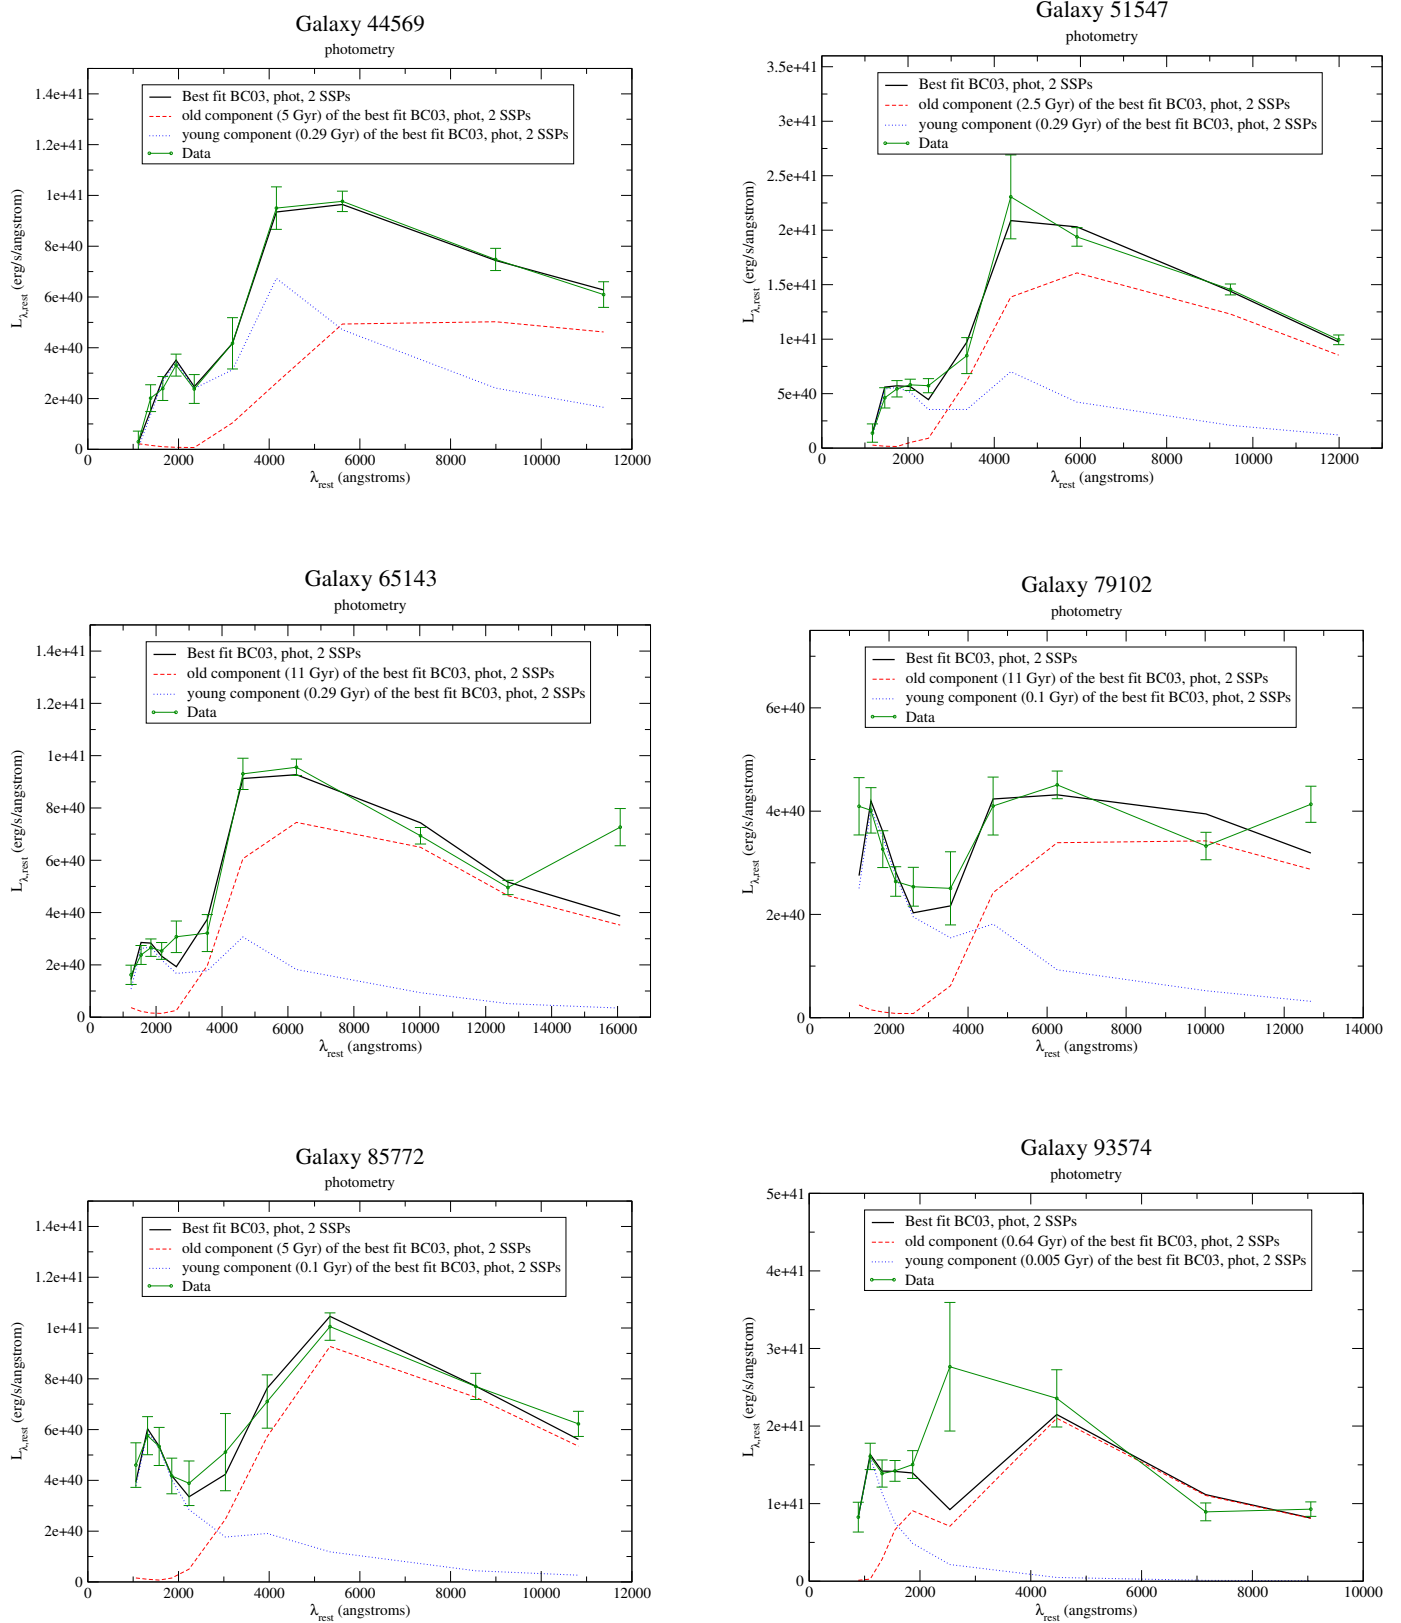 Galaxy 44569
photometry
Best fit BC03, phot, 2 SSPs
old component (5 Gyr) of the best fit BC03, phot, 2 SSPs
young component (0.29 Gyr) of the best fit BC03, phot, 2 SSPs
Data
1.4e+41
1.2e+41
1e+41
8e+40
6e+40
4e+40
2e+40
0
0 2000 4000 6000 8000 10000 12000
λrest (angstroms)
Lλ,rest (erg/s/angstrom)
Galaxy 51547
photometry
Best fit BC03, phot, 2 SSPs
old component (2.5 Gyr) of the best fit BC03, phot, 2 SSPs
young component (0.29 Gyr) of the best fit BC03, phot, 2 SSPs
Data
3.5e+41
3e+41
2.5e+41
2e+41
1.5e+41
1e+41
5e+40
0
0 2000 4000 6000 8000 10000 12000
λrest (angstroms)
Lλ,rest (erg/s/angstrom)
Galaxy 65143
photometry
Best fit BC03, phot, 2 SSPs
old component (11 Gyr) of the best fit BC03, phot, 2 SSPs
young component (0.29 Gyr) of the best fit BC03, phot, 2 SSPs
Data
1.4e+41
1.2e+41
1e+41
8e+40
6e+40
4e+40
2e+40
0
0 2000 4000 6000 8000 10000 12000 14000 16000
λrest (angstroms)
Lλ,rest (erg/s/angstrom)
Galaxy 79102
photometry
Best fit BC03, phot, 2 SSPs
old component (11 Gyr) of the best fit BC03, phot, 2 SSPs
young component (0.1 Gyr) of the best fit BC03, phot, 2 SSPs
Data
6e+40
4e+40
2e+40
0
0 2000 4000 6000 8000 10000 12000 14000
λrest (angstroms)
Lλ,rest (erg/s/angstrom)
Galaxy 85772
photometry
Best fit BC03, phot, 2 SSPs
old component (5 Gyr) of the best fit BC03, phot, 2 SSPs
young component (0.1 Gyr) of the best fit BC03, phot, 2 SSPs
Data
1.4e+41
1.2e+41
1e+41
8e+40
6e+40
4e+40
2e+40
0
0 2000 4000 6000 8000 10000 12000
λrest (angstroms)
Lλ,rest (erg/s/angstrom)
Galaxy 93574
photometry
Best fit BC03, phot, 2 SSPs
old component (0.64 Gyr) of the best fit BC03, phot, 2 SSPs
young component (0.005 Gyr) of the best fit BC03, phot, 2 SSPs
Data
5e+41
4e+41
3e+41
2e+41
1e+41
0
0 2000 4000 6000 8000 10000
λrest (angstroms)
Lλ,rest (erg/s/angstrom)